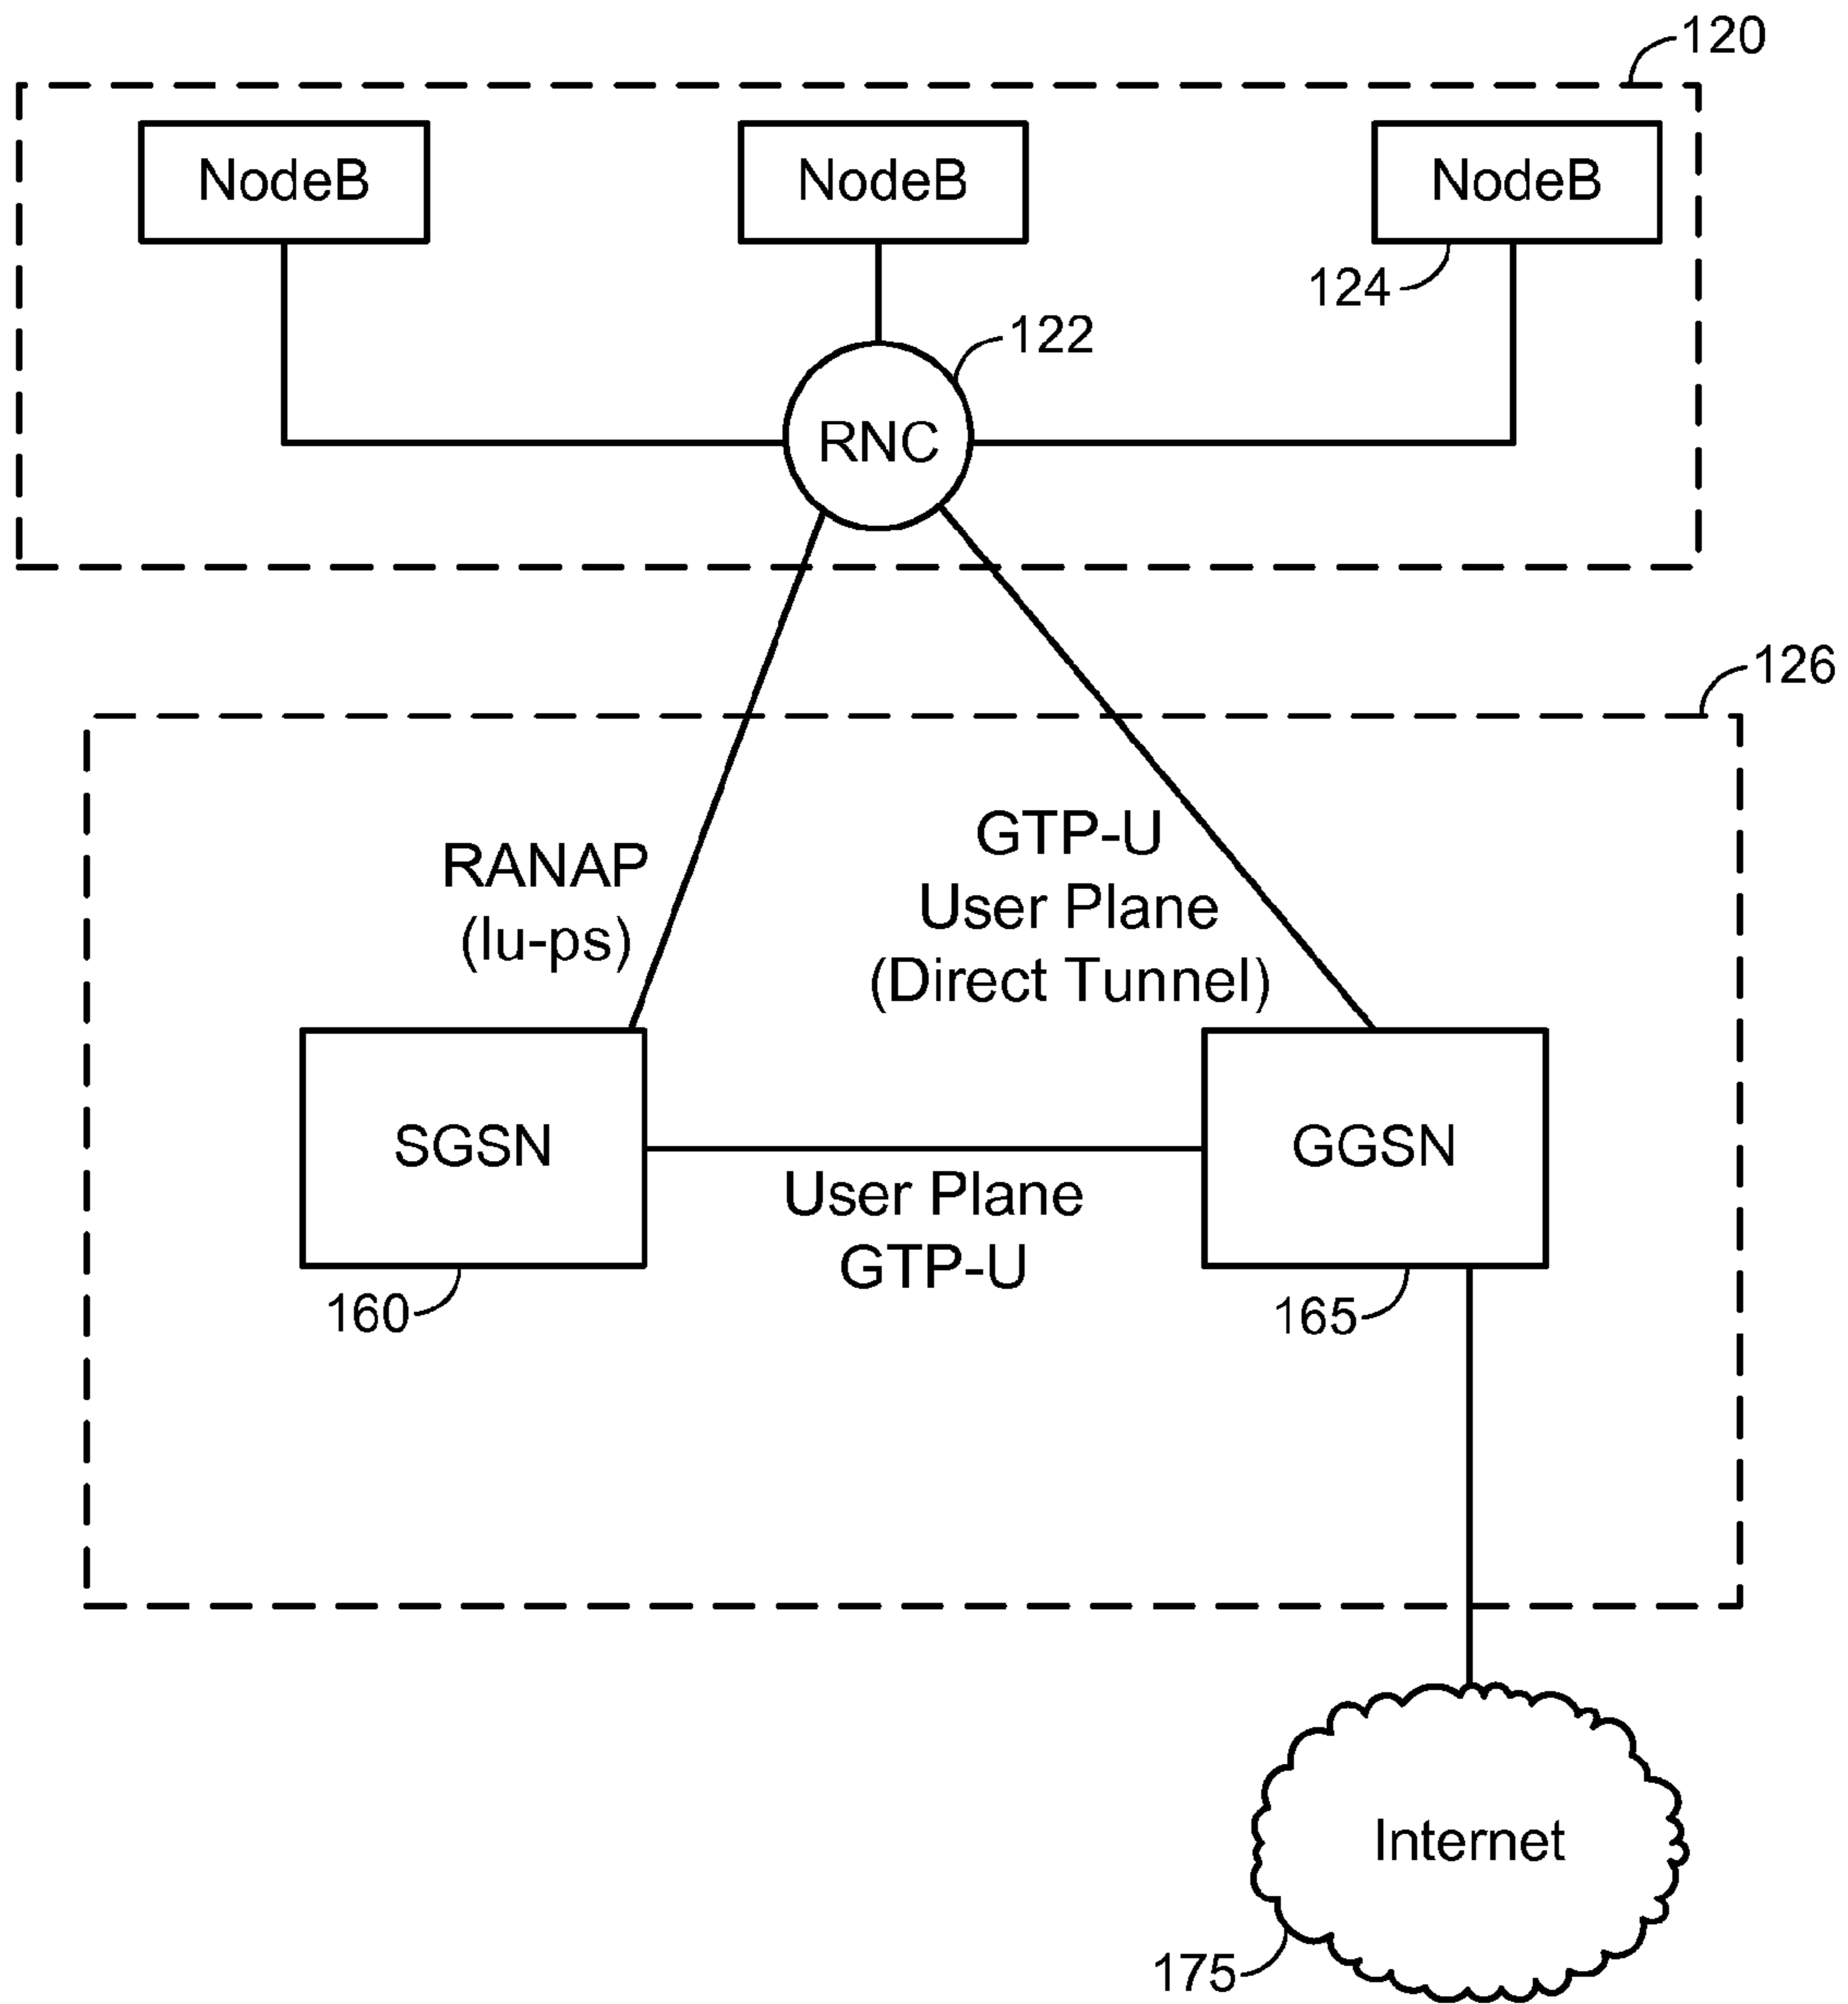 120
NodeB
NodeB
NodeB
124
122
RNC
126
RANAP
(lu-ps)
GTP-U
User Plane
(Direct Tunnel)
SGSN
GGSN
User Plane
GTP-U
160
165
Internet
175